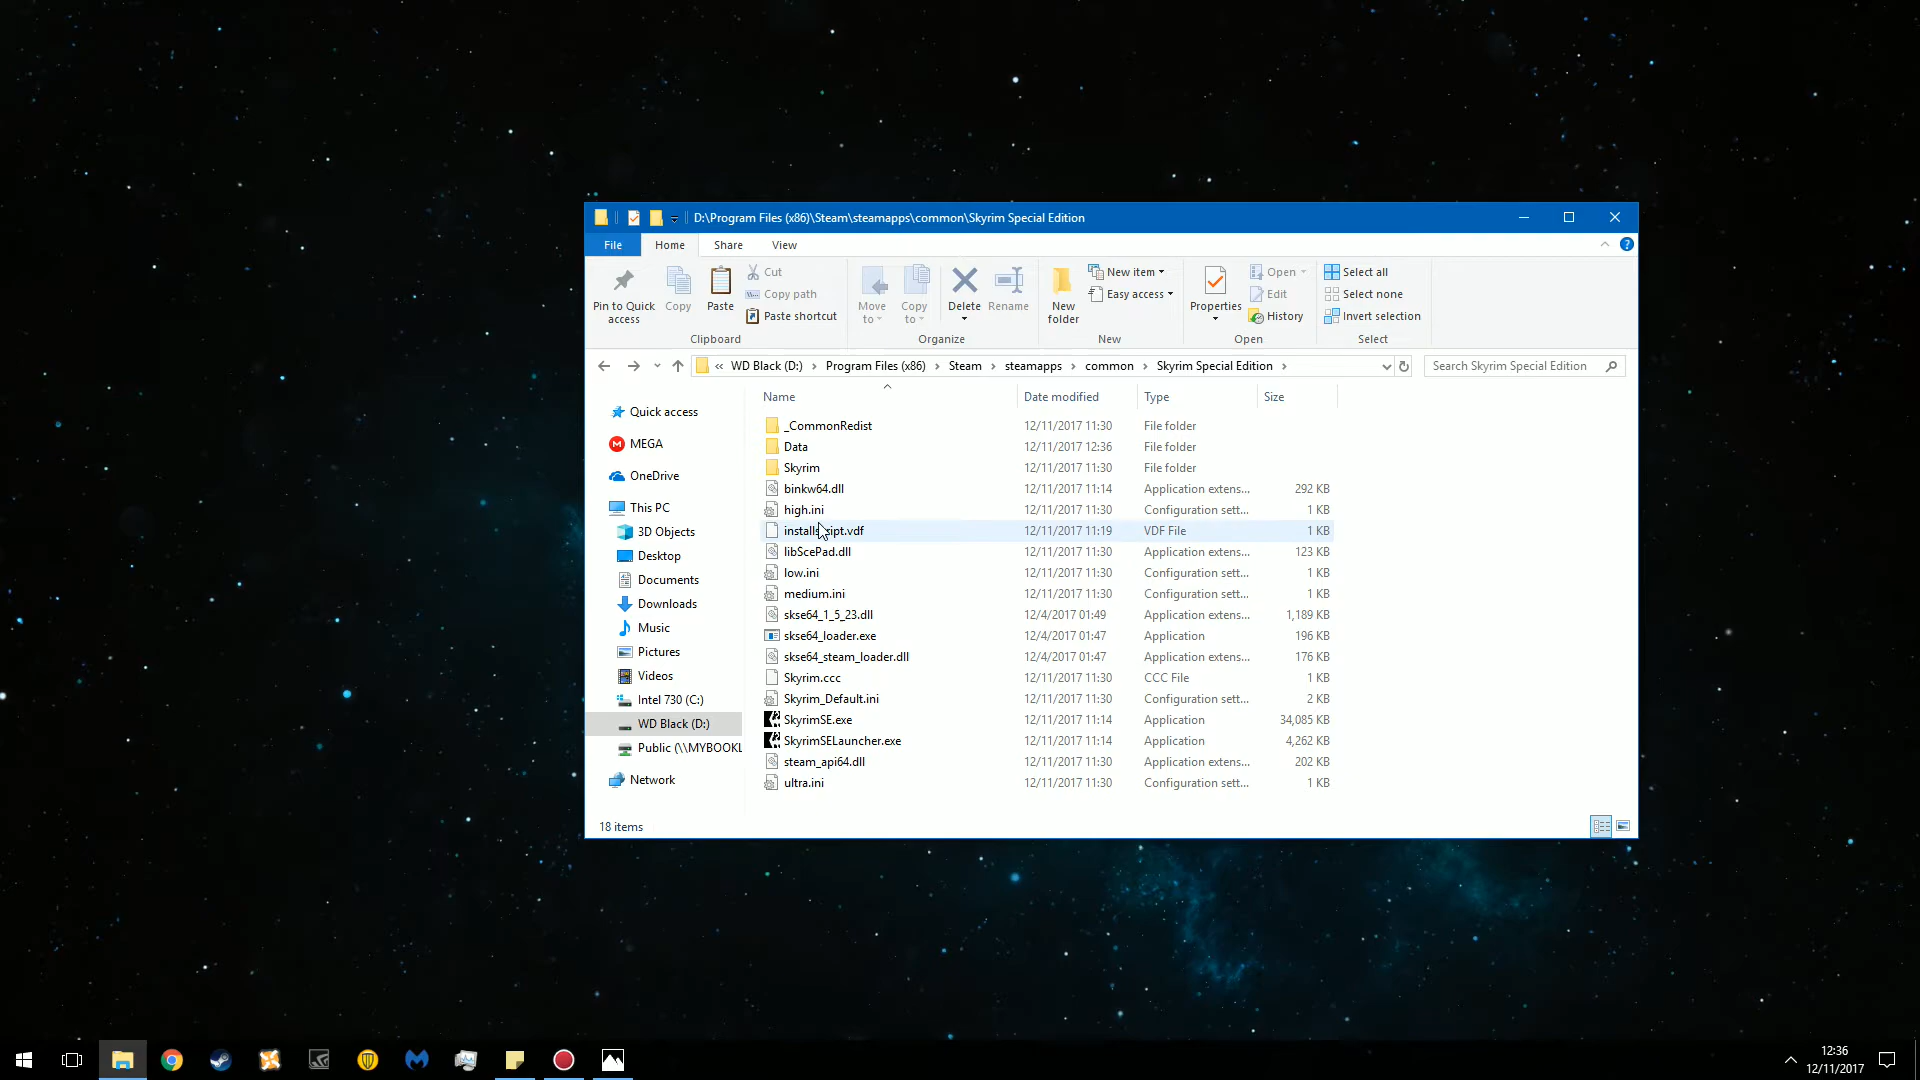 D:\Program Files (x86)\Steam\steamapps\common\Skyrim Special Edition
File Home Share View
Pin to Quick access
Copy
Paste
Cut
Copy path
Paste shortcut
Clipboard
Move to
Copy to
Delete
Rename
Organize
New folder
New item
Easy access
New
Properties
Open
Edit
History
Open
Select all
Select none
Invert selection
Select
« WD Black (D:) › Program Files (x86) › Steam › steamapps › common › Skyrim Special Edition ›
Search Skyrim Special Edition
Quick access
MEGA
OneDrive
This PC
3D Objects
Desktop
Documents
Downloads
Music
Pictures
Videos
Intel 730 (C:)
WD Black (D:)
Public (\\MYBOOKL
Network
Name Date modified Type Size
_CommonRedist 12/11/2017 11:30 File folder
Data 12/11/2017 12:36 File folder
Skyrim 12/11/2017 11:30 File folder
binkw64.dll 12/11/2017 11:14 Application extens... 292 KB
high.ini 12/11/2017 11:30 Configuration sett... 1 KB
installscript.vdf 12/11/2017 11:19 VDF File 1 KB
libScePad.dll 12/11/2017 11:30 Application extens... 123 KB
low.ini 12/11/2017 11:30 Configuration sett... 1 KB
medium.ini 12/11/2017 11:30 Configuration sett... 1 KB
skse64_1_5_23.dll 12/4/2017 01:49 Application extens... 1,189 KB
skse64_loader.exe 12/4/2017 01:47 Application 196 KB
skse64_steam_loader.dll 12/4/2017 01:47 Application extens... 176 KB
Skyrim.ccc 12/11/2017 11:30 CCC File 1 KB
Skyrim_Default.ini 12/11/2017 11:30 Configuration sett... 2 KB
SkyrimSE.exe 12/11/2017 11:14 Application 34,085 KB
SkyrimSELauncher.exe 12/11/2017 11:14 Application 4,262 KB
steam_api64.dll 12/11/2017 11:30 Application extens... 202 KB
ultra.ini 12/11/2017 11:30 Configuration sett... 1 KB
18 items
12:36
12/11/2017